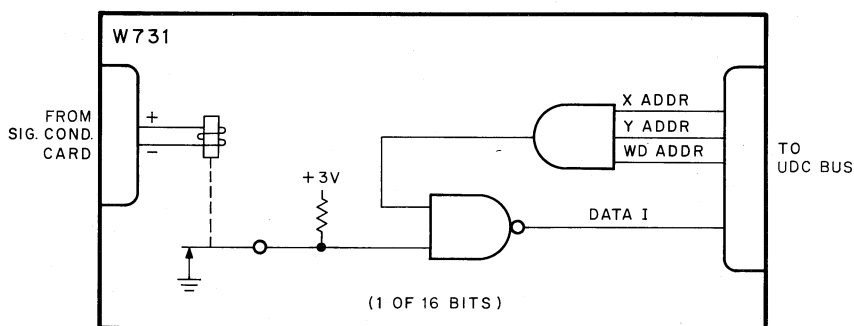 W731
FROM
SIG. COND.
CARD
+
−
+3V
X ADDR
Y ADDR
WD ADDR
TO
UDC BUS
DATA I
(1 OF 16 BITS)